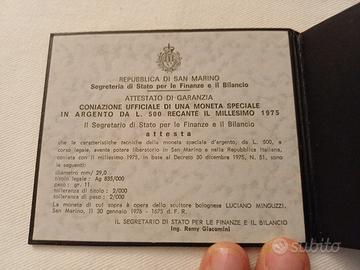 REPUBBLICA DI SAN MARINO
Segreteria di Stato per le Finanze e il Bilancio
ATTESTATO DI GARANZIA
CONIAZIONE UFFICIALE DI UNA MONETA SPECIALE
IN ARGENTO DA L. 500 RECANTE IL MILLESIMO 1975
Il Segretario di Stato per le Finanze e il Bilancio
attesta
che le caratteristiche tecniche della moneta speciale d'argento, da L. 500, a
corso legale, avente potere liberatorio in San Marino e nella Repubblica Italiana,
coniata con il millesimo 1975, in base al Decreto 30 dicembre 1975, N. 51, sono
le seguenti:
diametro mm/ 29,0
titolo legale: Ag 835/000
peso: gr. 11
tolleranza di titolo: 2/000
tolleranza di peso: 2/000
La moneta di cui sopra è opera dello scultore bolognese LUCIANO MINGUZZI.
San Marino, lì 30 gennaio 1976 - 1675 d. F. R.
IL SEGRETARIO DI STATO PER LE FINANZE E IL BILANCIO
Ing. Remy Giacomini
subito